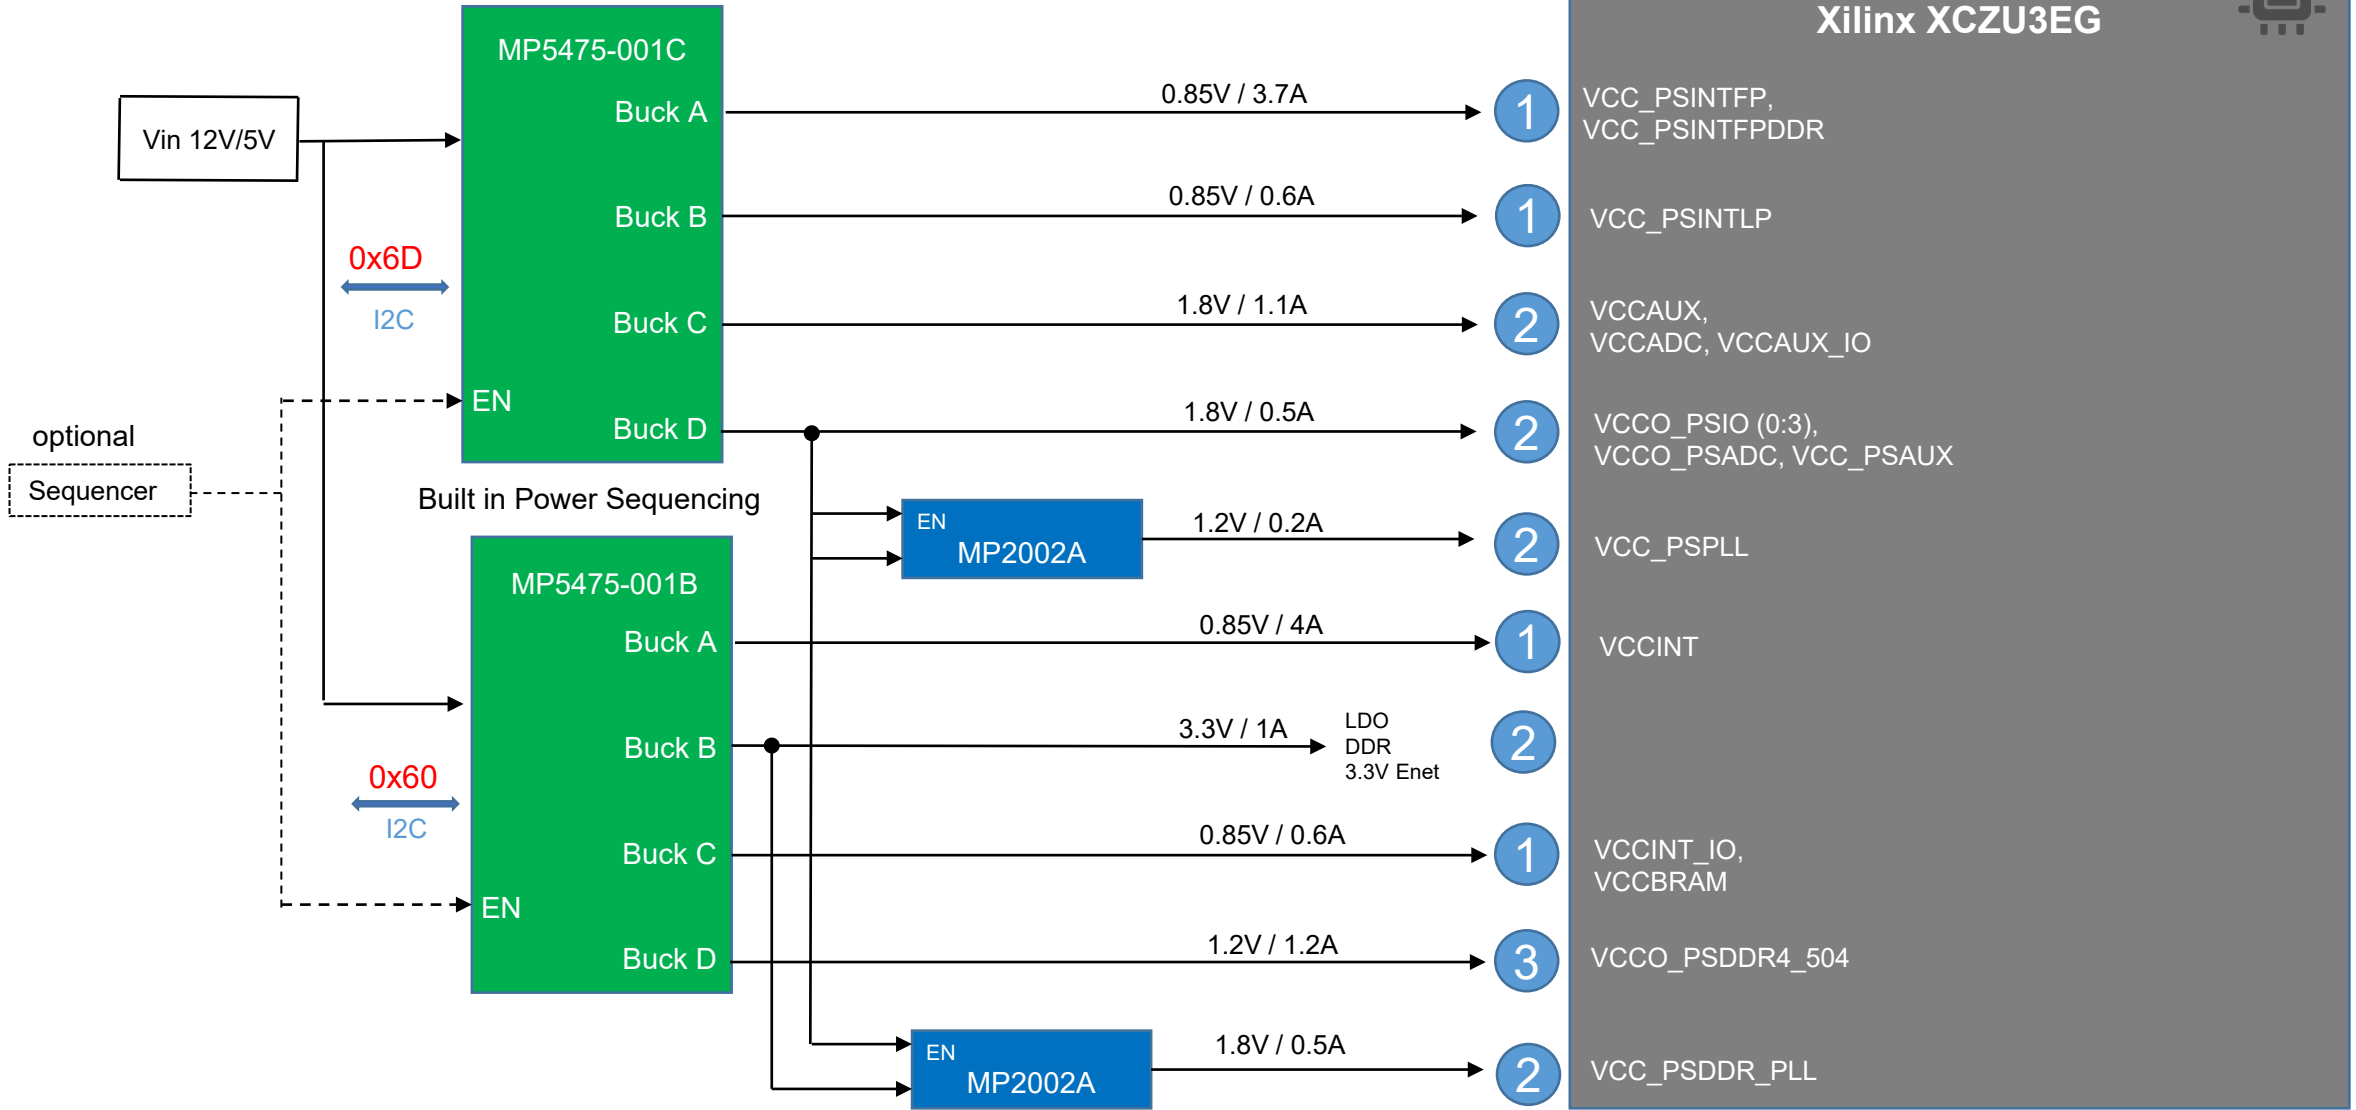 Xilinx XCZU3EG
MP5475-001C
Vin 12V/5V
Buck A
0.85V / 3.7A
1
VCC_PSINTFP,
VCC_PSINTFPDDR
Buck B
0.85V / 0.6A
1
VCC_PSINTLP
0x6D
I2C
Buck C
1.8V / 1.1A
2
VCCAUX,
VCCADC, VCCAUX_IO
EN
Buck D
1.8V / 0.5A
2
VCCO_PSIO (0:3),
VCCO_PSADC, VCC_PSAUX
optional
Sequencer
Built in Power Sequencing
EN
MP2002A
1.2V / 0.2A
2
VCC_PSPLL
MP5475-001B
Buck A
0.85V / 4A
1
VCCINT
Buck B
3.3V / 1A
LDO
DDR
3.3V Enet
2
0x60
I2C
Buck C
0.85V / 0.6A
1
VCCINT_IO,
VCCBRAM
EN
Buck D
1.2V / 1.2A
3
VCCO_PSDDR4_504
EN
MP2002A
1.8V / 0.5A
2
VCC_PSDDR_PLL